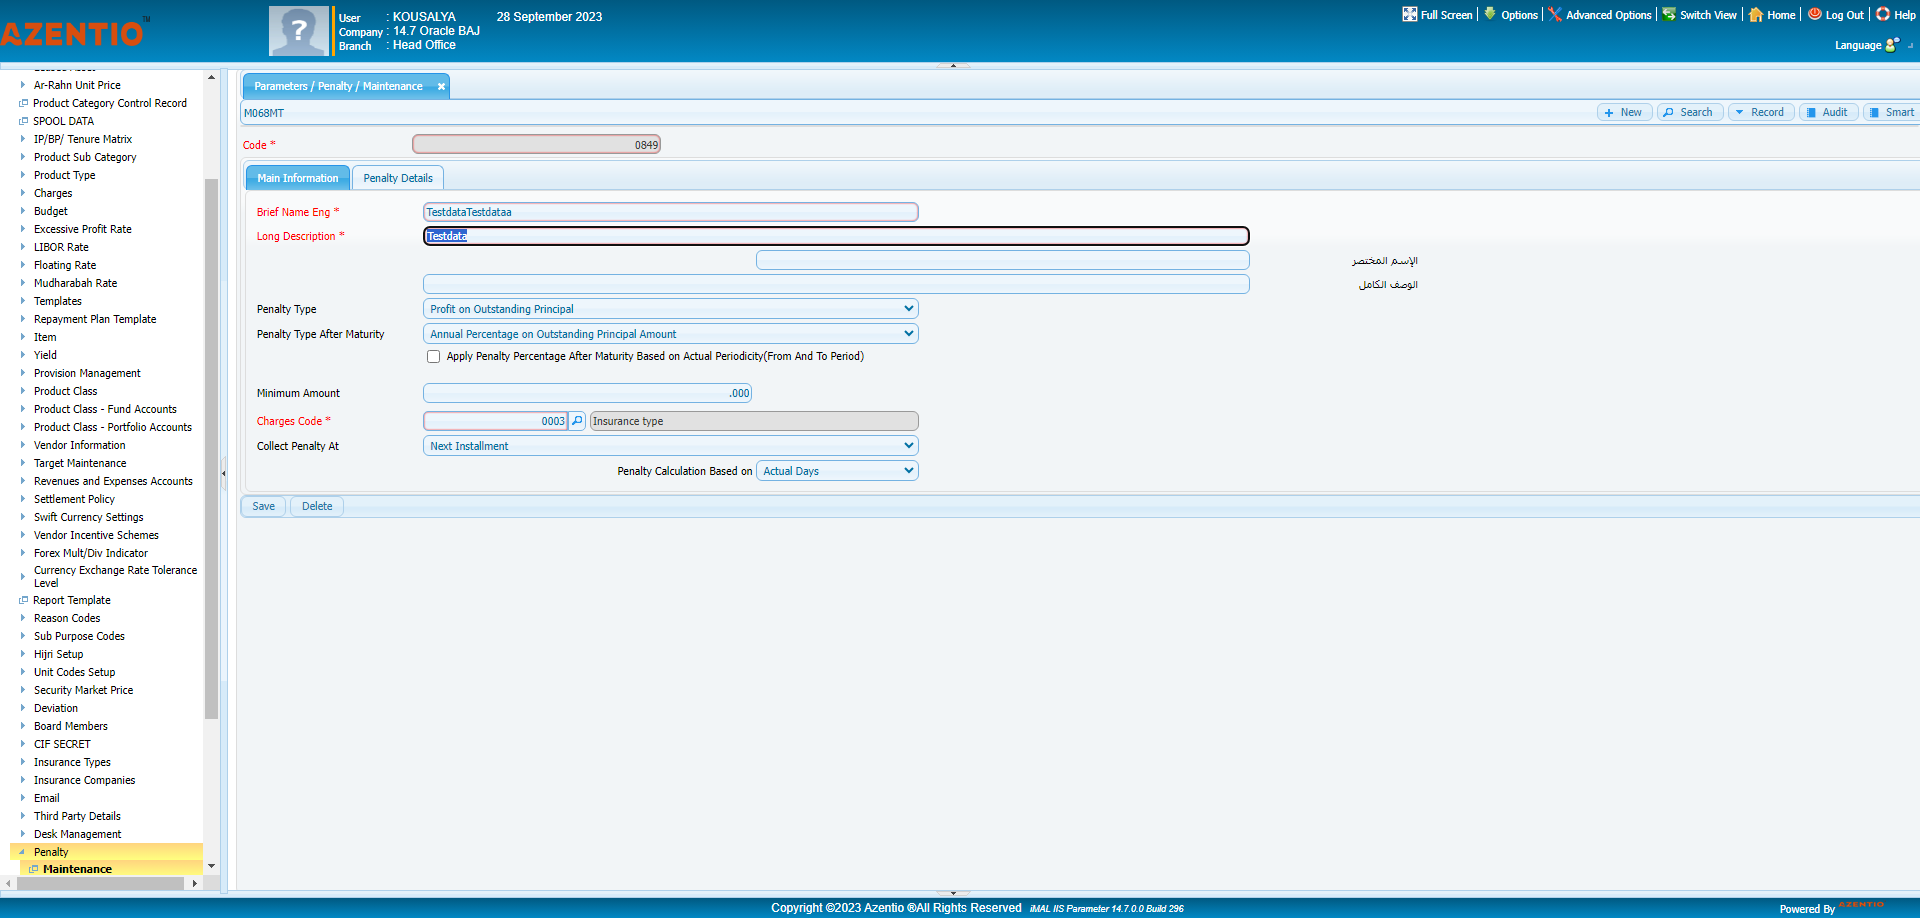 AZENTIO™
User : KOUSALYA 28 September 2023
Company : 14.7 Oracle BAJ
Branch : Head Office
Full Screen Options Advanced Options Switch View Home Log Out Help
Language
Ar-Rahn Unit Price
Product Category Control Record
SPOOL DATA
IP/BP/ Tenure Matrix
Product Sub Category
Product Type
Charges
Budget
Excessive Profit Rate
LIBOR Rate
Floating Rate
Mudharabah Rate
Templates
Repayment Plan Template
Item
Yield
Provision Management
Product Class
Product Class - Fund Accounts
Product Class - Portfolio Accounts
Vendor Information
Target Maintenance
Revenues and Expenses Accounts
Settlement Policy
Swift Currency Settings
Vendor Incentive Schemes
Forex Mult/Div Indicator
Currency Exchange Rate Tolerance
Level
Report Template
Reason Codes
Sub Purpose Codes
Hijri Setup
Unit Codes Setup
Security Market Price
Deviation
Board Members
CIF SECRET
Insurance Types
Insurance Companies
Email
Third Party Details
Desk Management
Penalty
Maintenance
Parameters / Penalty / Maintenance
M068MT
New Search Record Audit Smart
Code * 0849
Main Information Penalty Details
Brief Name Eng * TestdataTestdataa
Long Description * Testdata
الإسم المختصر
الوصف الكامل
Penalty Type Profit on Outstanding Principal
Penalty Type After Maturity Annual Percentage on Outstanding Principal Amount
Apply Penalty Percentage After Maturity Based on Actual Periodicity(From And To Period)
Minimum Amount .000
Charges Code * 0003 Insurance type
Collect Penalty At Next Installment
Penalty Calculation Based on Actual Days
Save Delete
Copyright ©2023 Azentio ®All Rights Reserved iMAL IIS Parameter 14.7.0.0 Build 296
Powered By AZENTIO